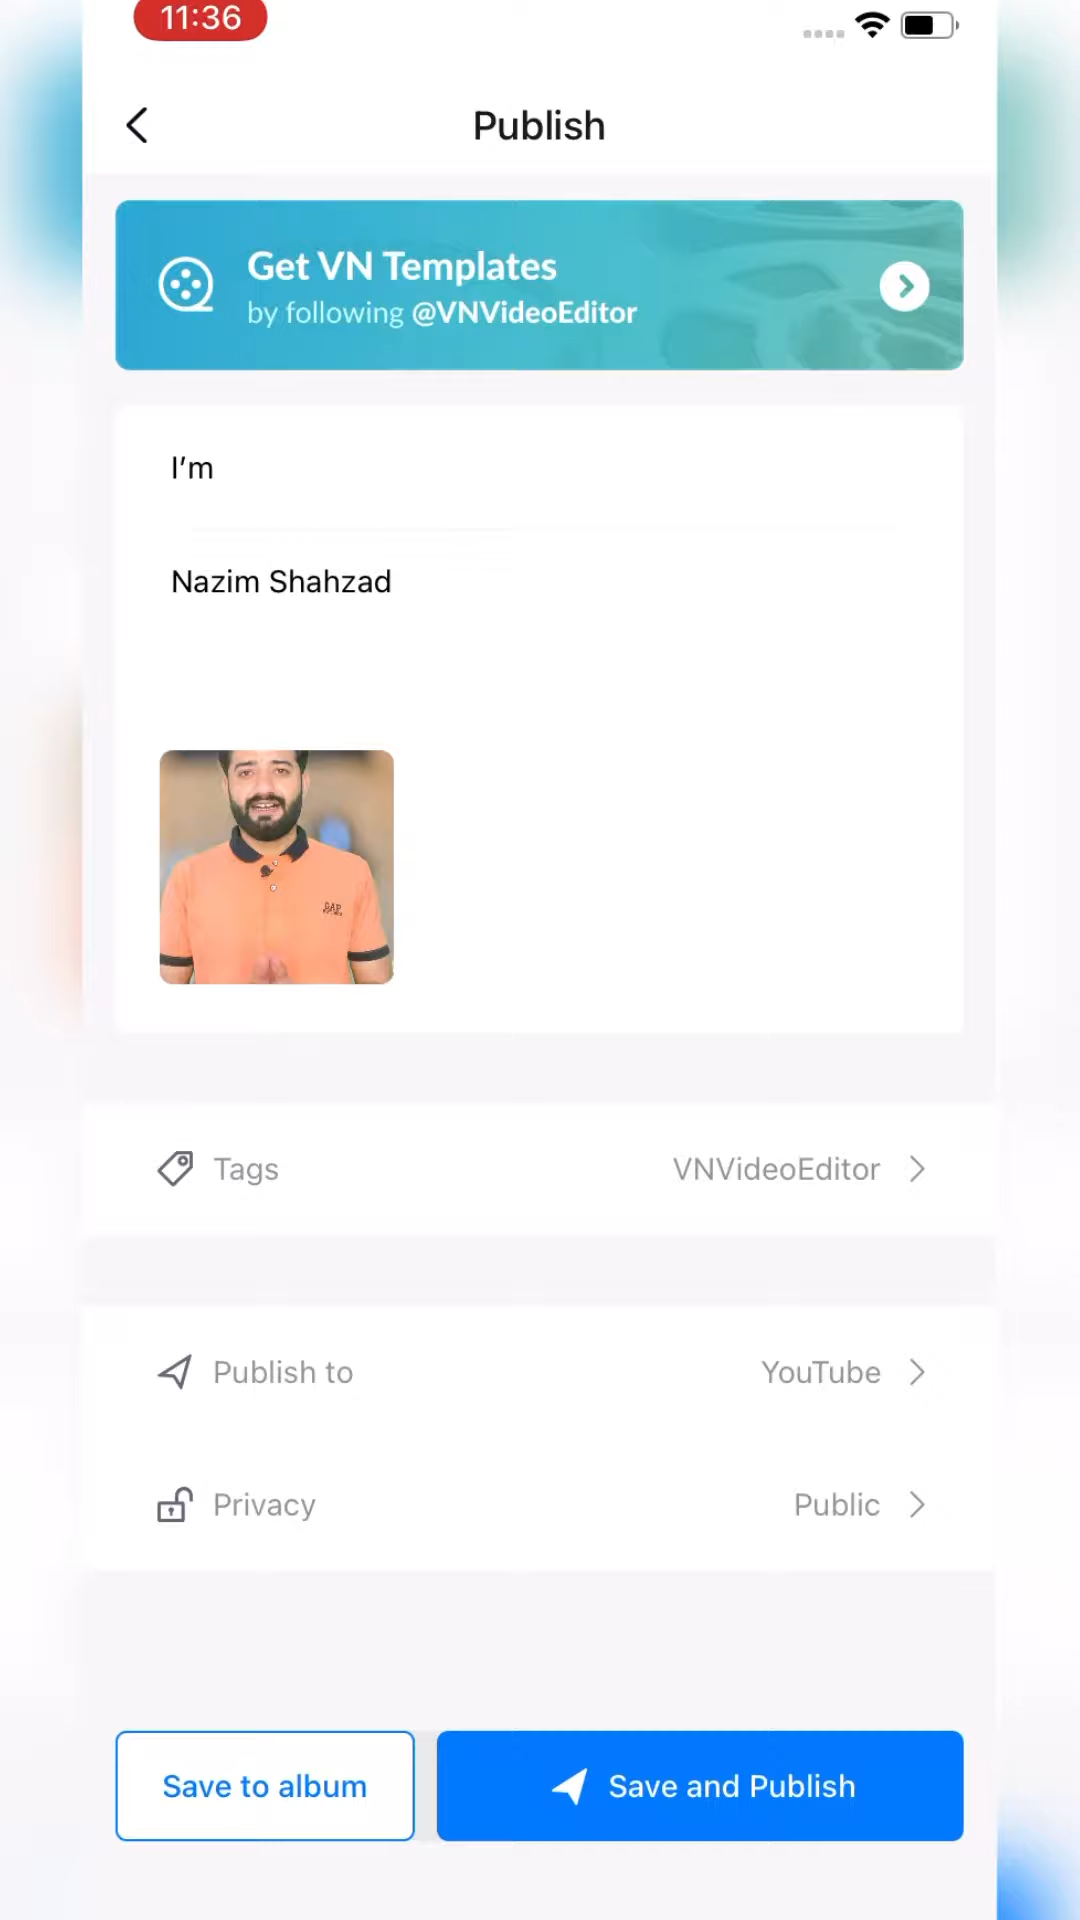 11:36
Publish
Get VN Templates
by following @VNVideoEditor
I'm
Nazim Shahzad
GAP
Tags
VNVideoEditor
Publish to
YouTube
Privacy
Public
Save to album
Save and Publish